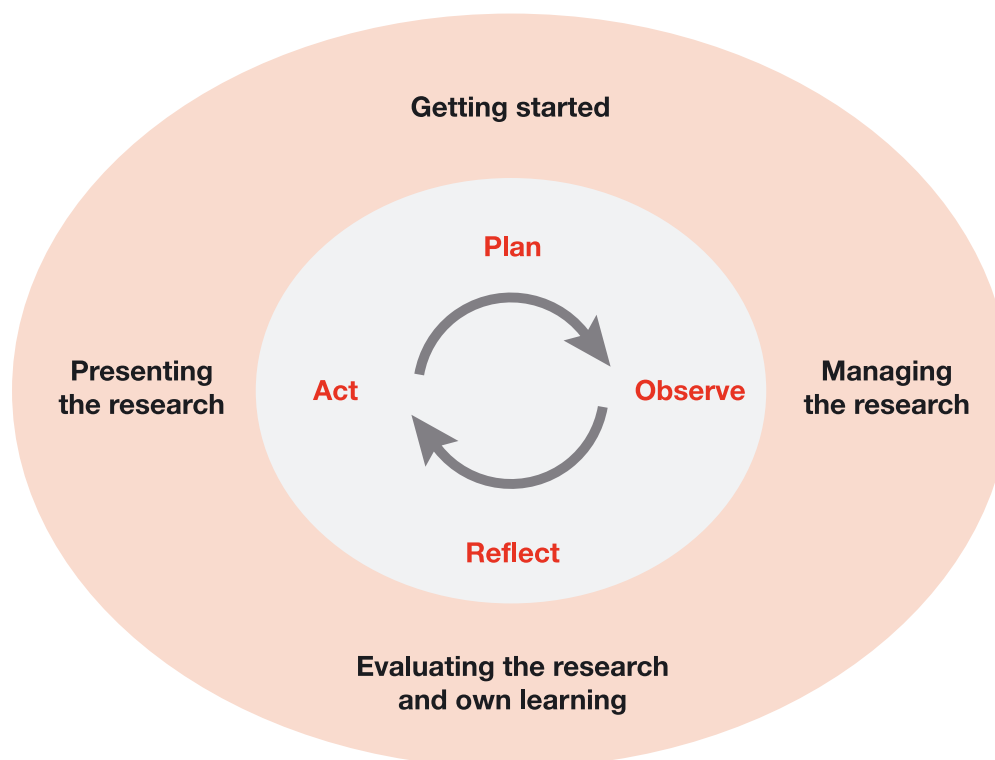 Getting started
Plan
Presenting
the research
Act
Observe
Managing
the research
Reflect
Evaluating the research
and own learning